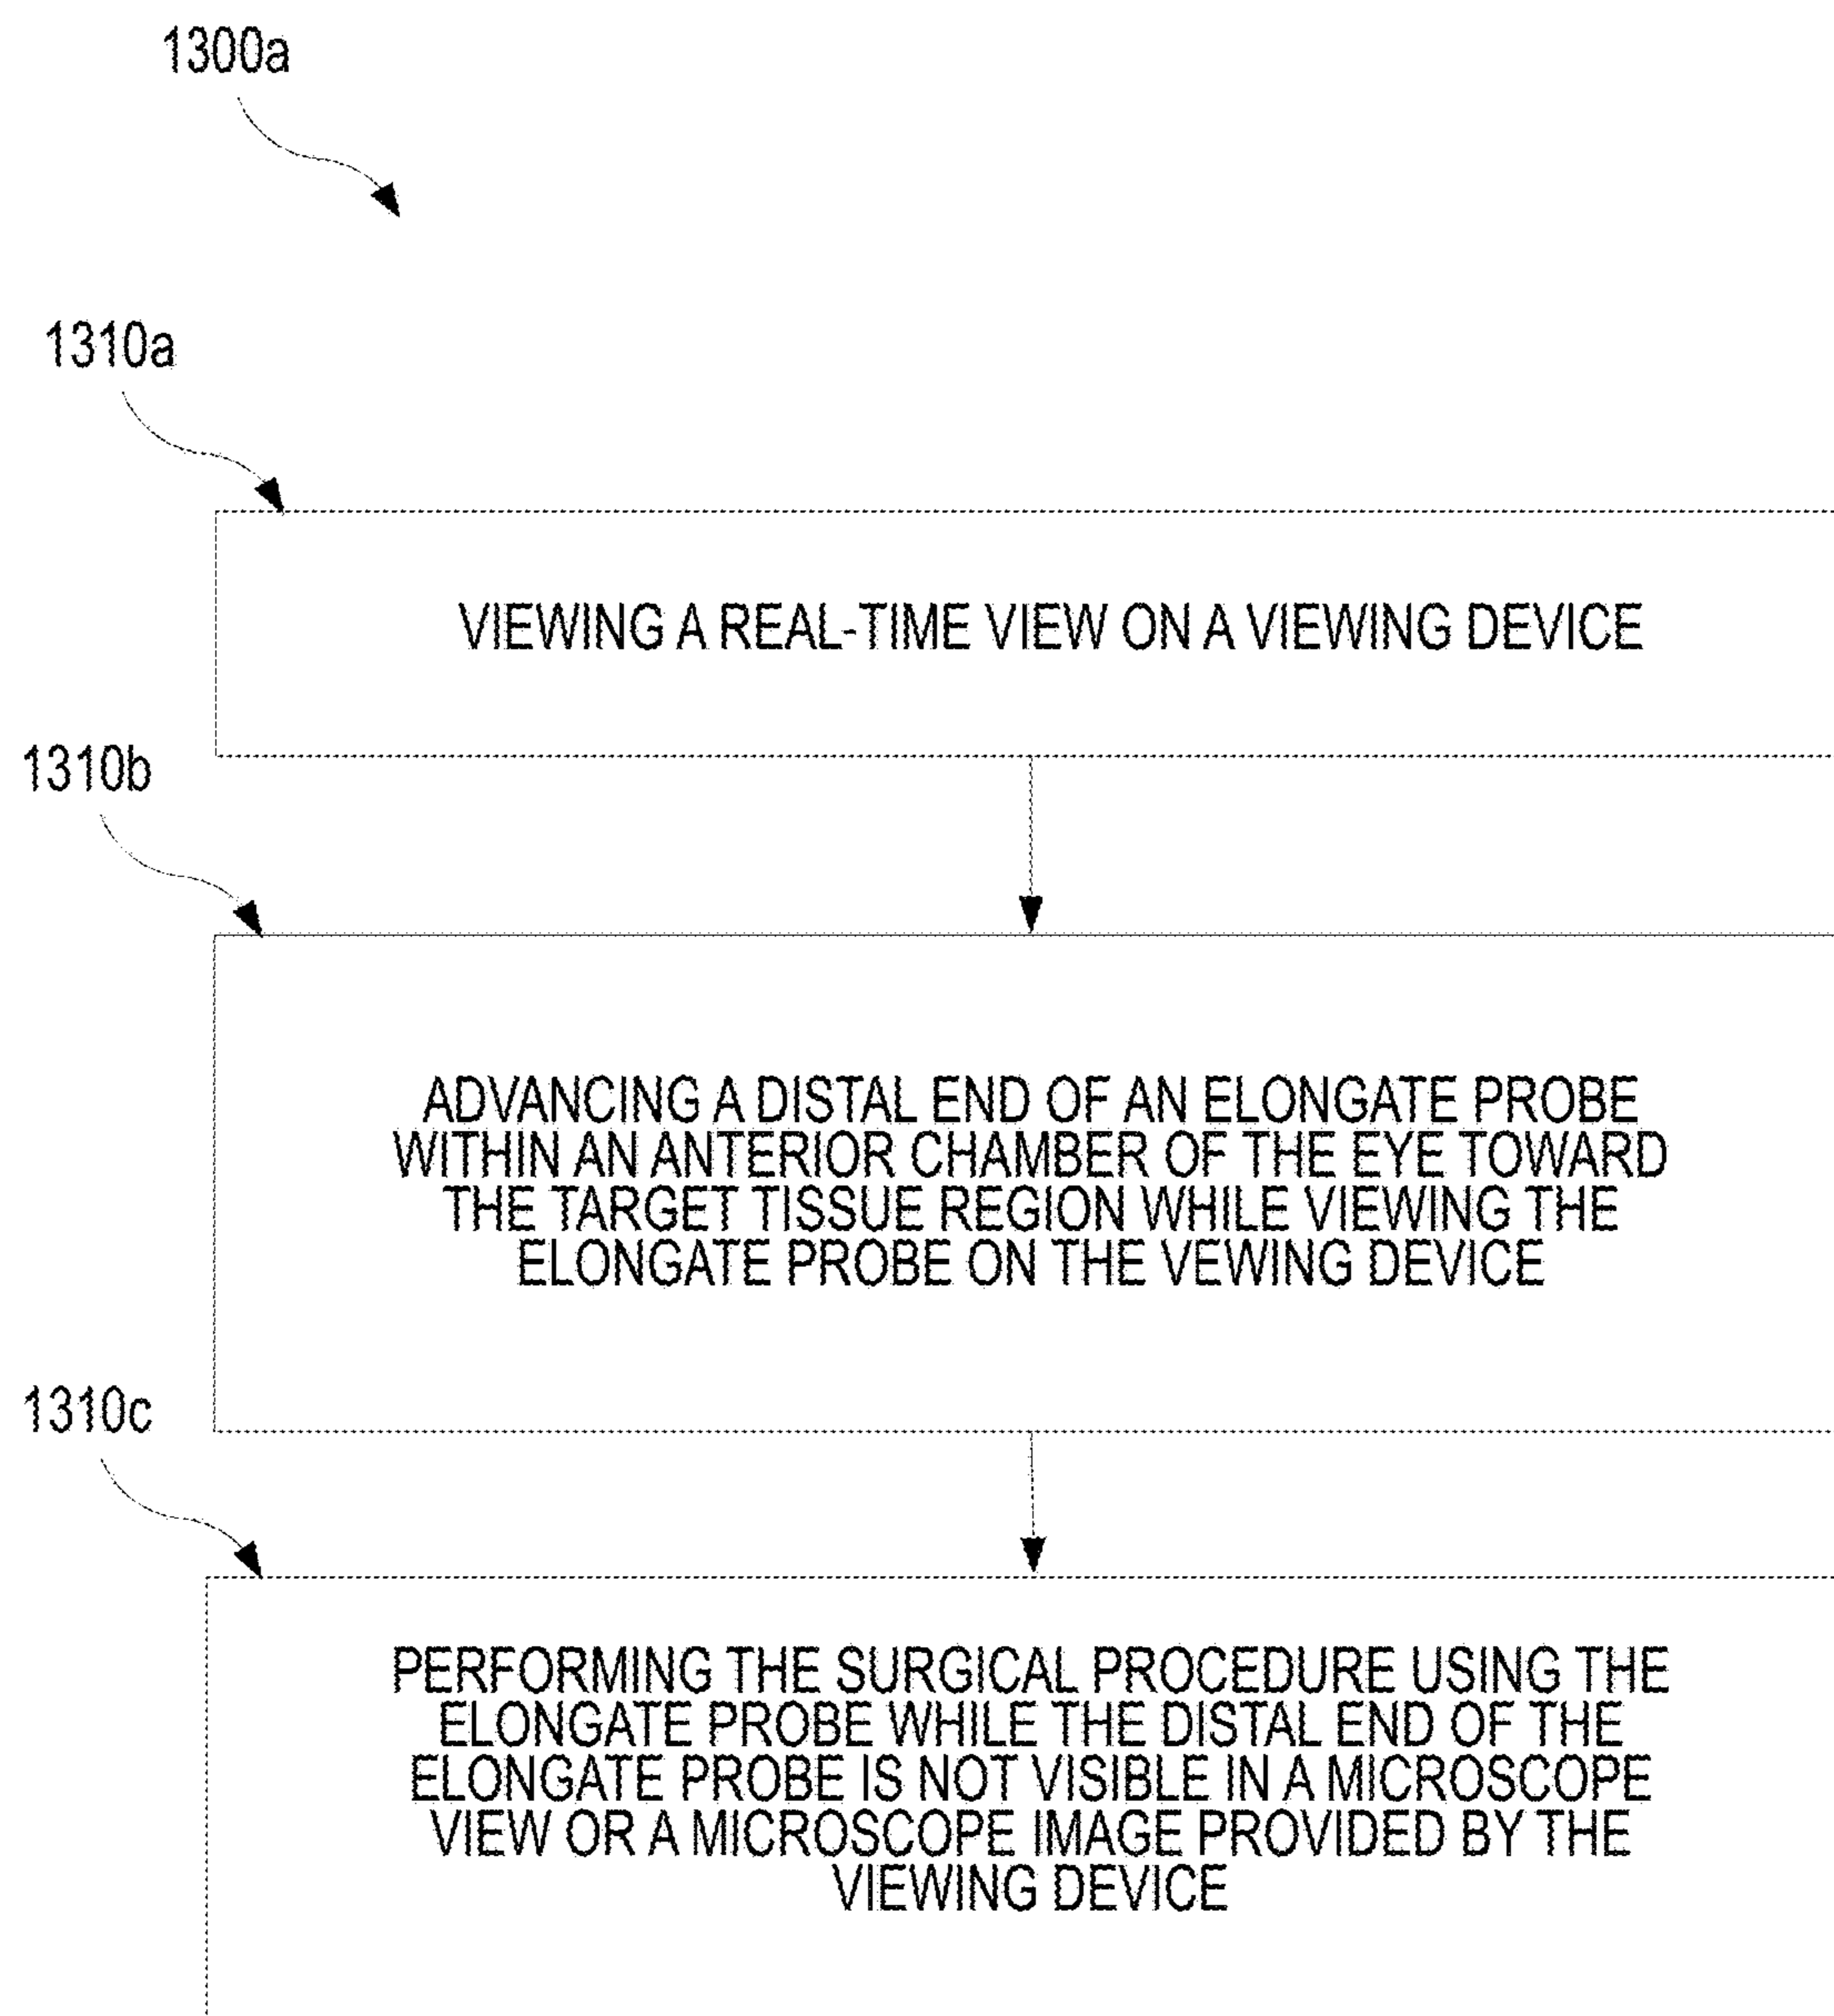 1300a
1310a
VIEWING A REAL-TIME VIEW ON A VIEWING DEVICE
1310b
ADVANCING A DISTAL END OF AN ELONGATE PROBE
WITHIN AN ANTERIOR CHAMBER OF THE EYE TOWARD
THE TARGET TISSUE REGION WHILE VIEWING THE
ELONGATE PROBE ON THE VEWING DEVICE
1310c
PERFORMING THE SURGICAL PROCEDURE USING THE
ELONGATE PROBE WHILE THE DISTAL END OF THE
ELONGATE PROBE IS NOT VISIBLE IN A MICROSCOPE
VIEW OR A MICROSCOPE IMAGE PROVIDED BY THE
VIEWING DEVICE